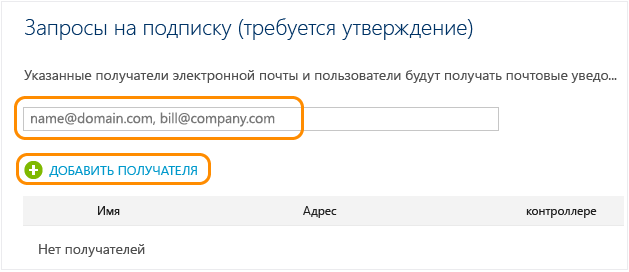 Запросы на подписку (требуется утверждение)
Указанные получатели электронной почты и пользователи будут получать почтовые уведо...
name@domain.com, bill@company.com
ДОБАВИТЬ ПОЛУЧАТЕЛЯ
Имя Адрес контроллере
Нет получателей